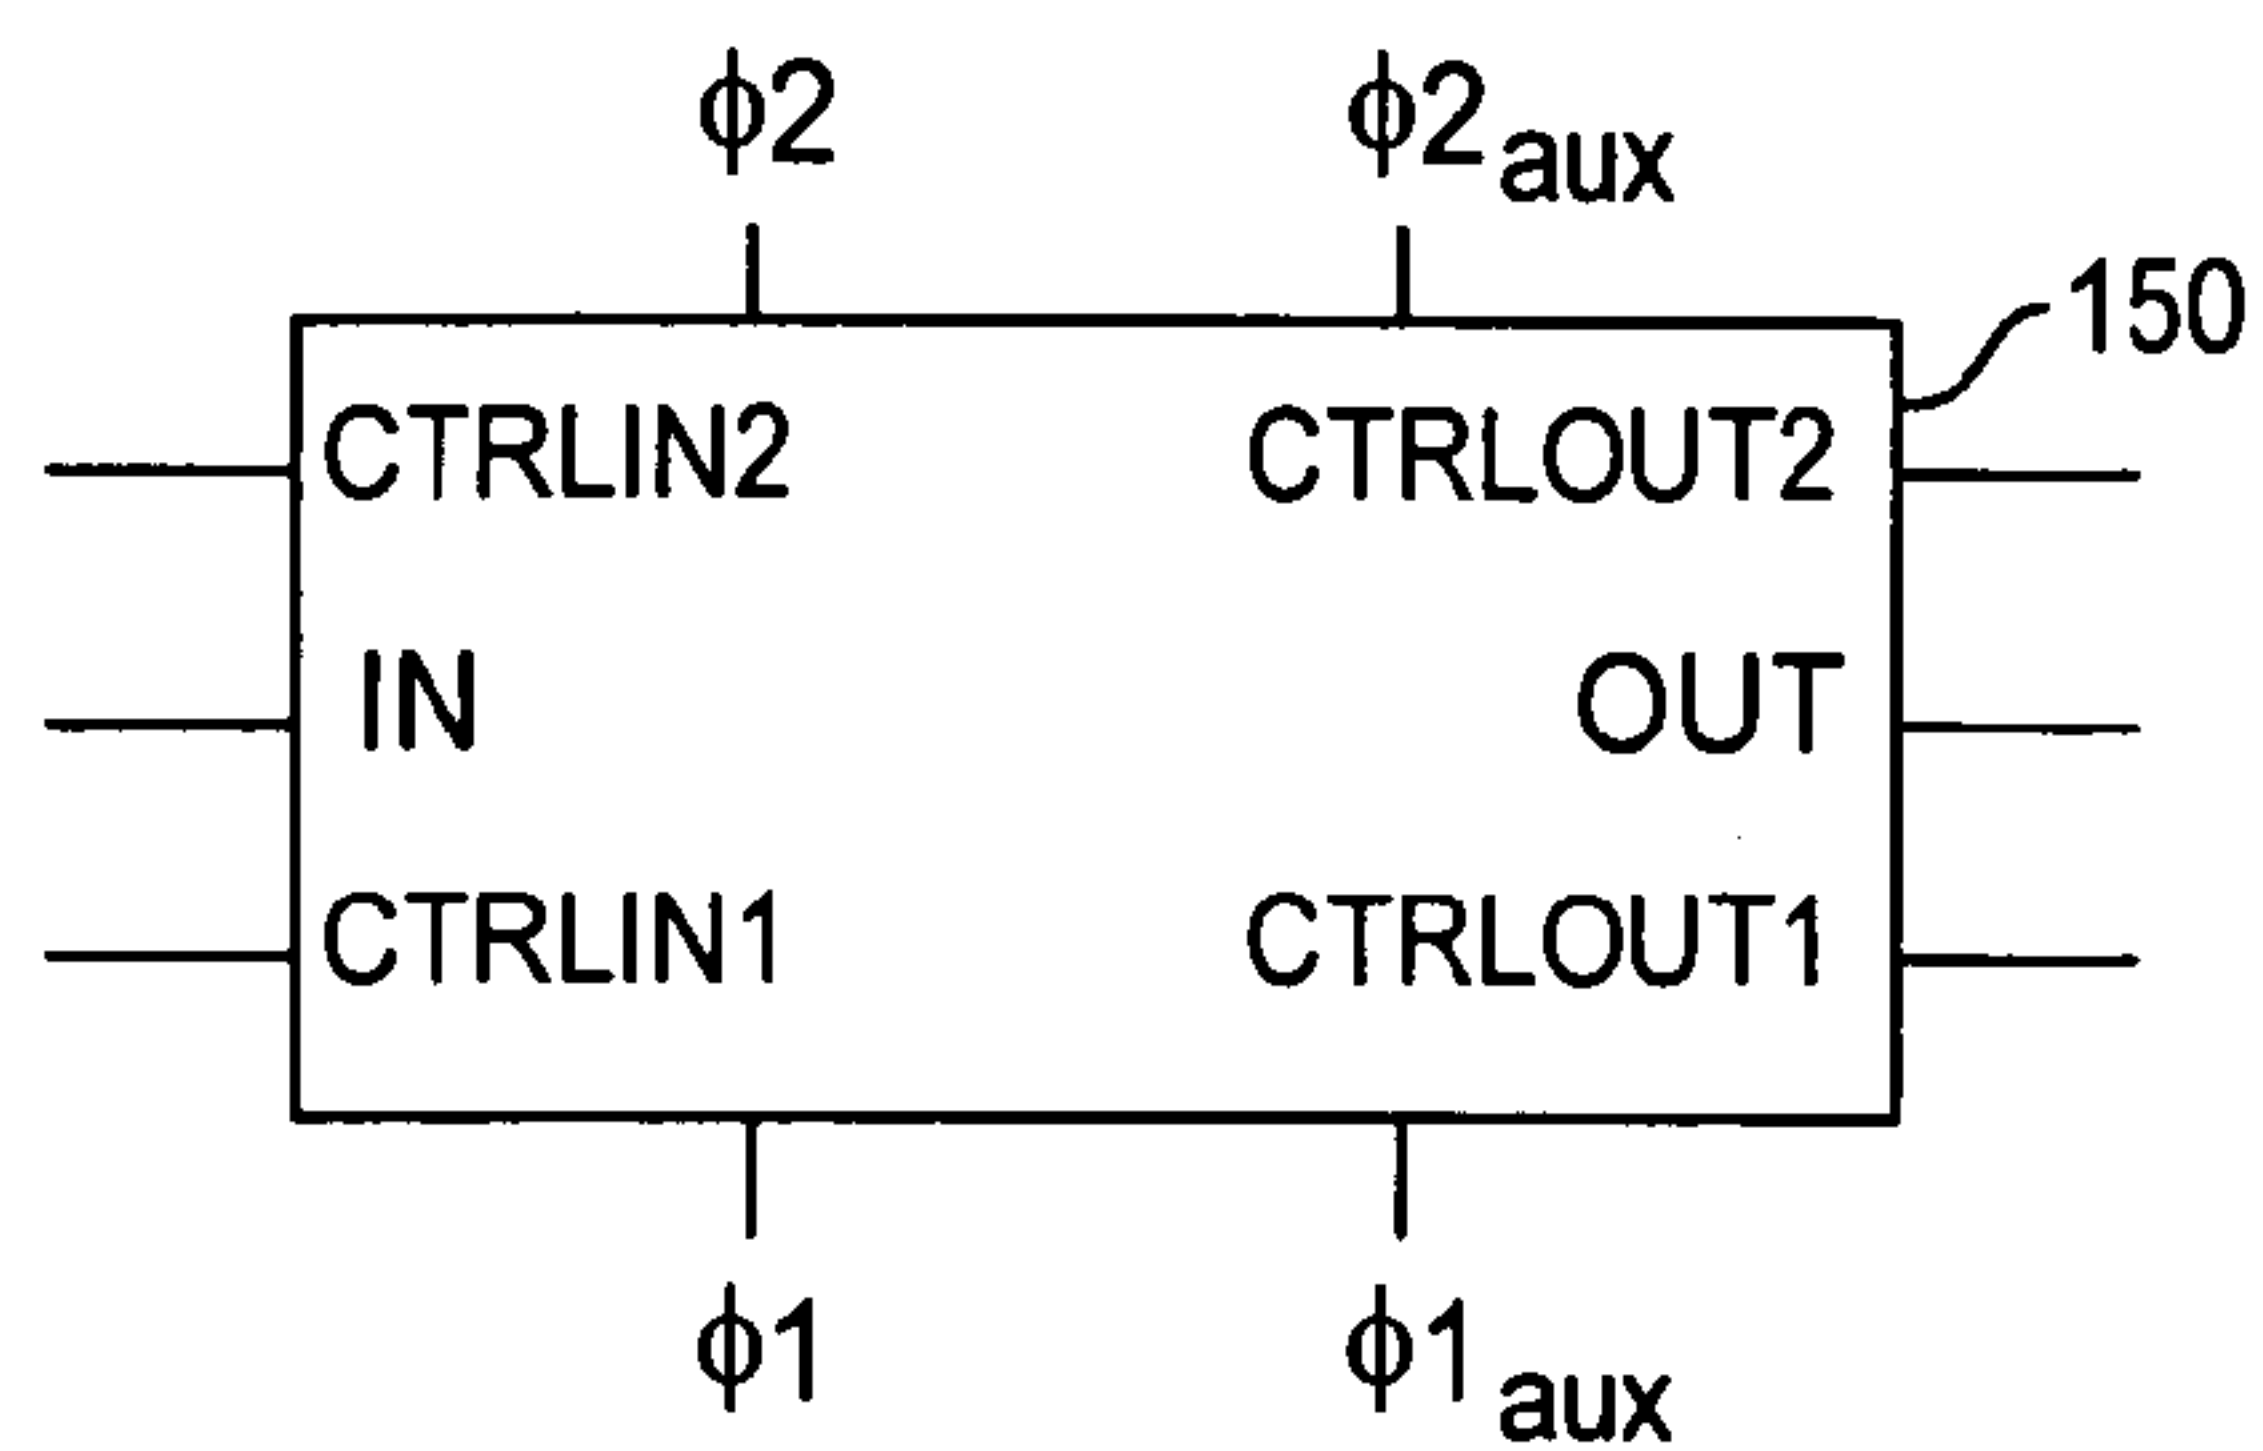 ϕ2 ϕ2aux
150
CTRLIN2 CTRLOUT2
IN OUT
CTRLIN1 CTRLOUT1
ϕ1 ϕ1aux